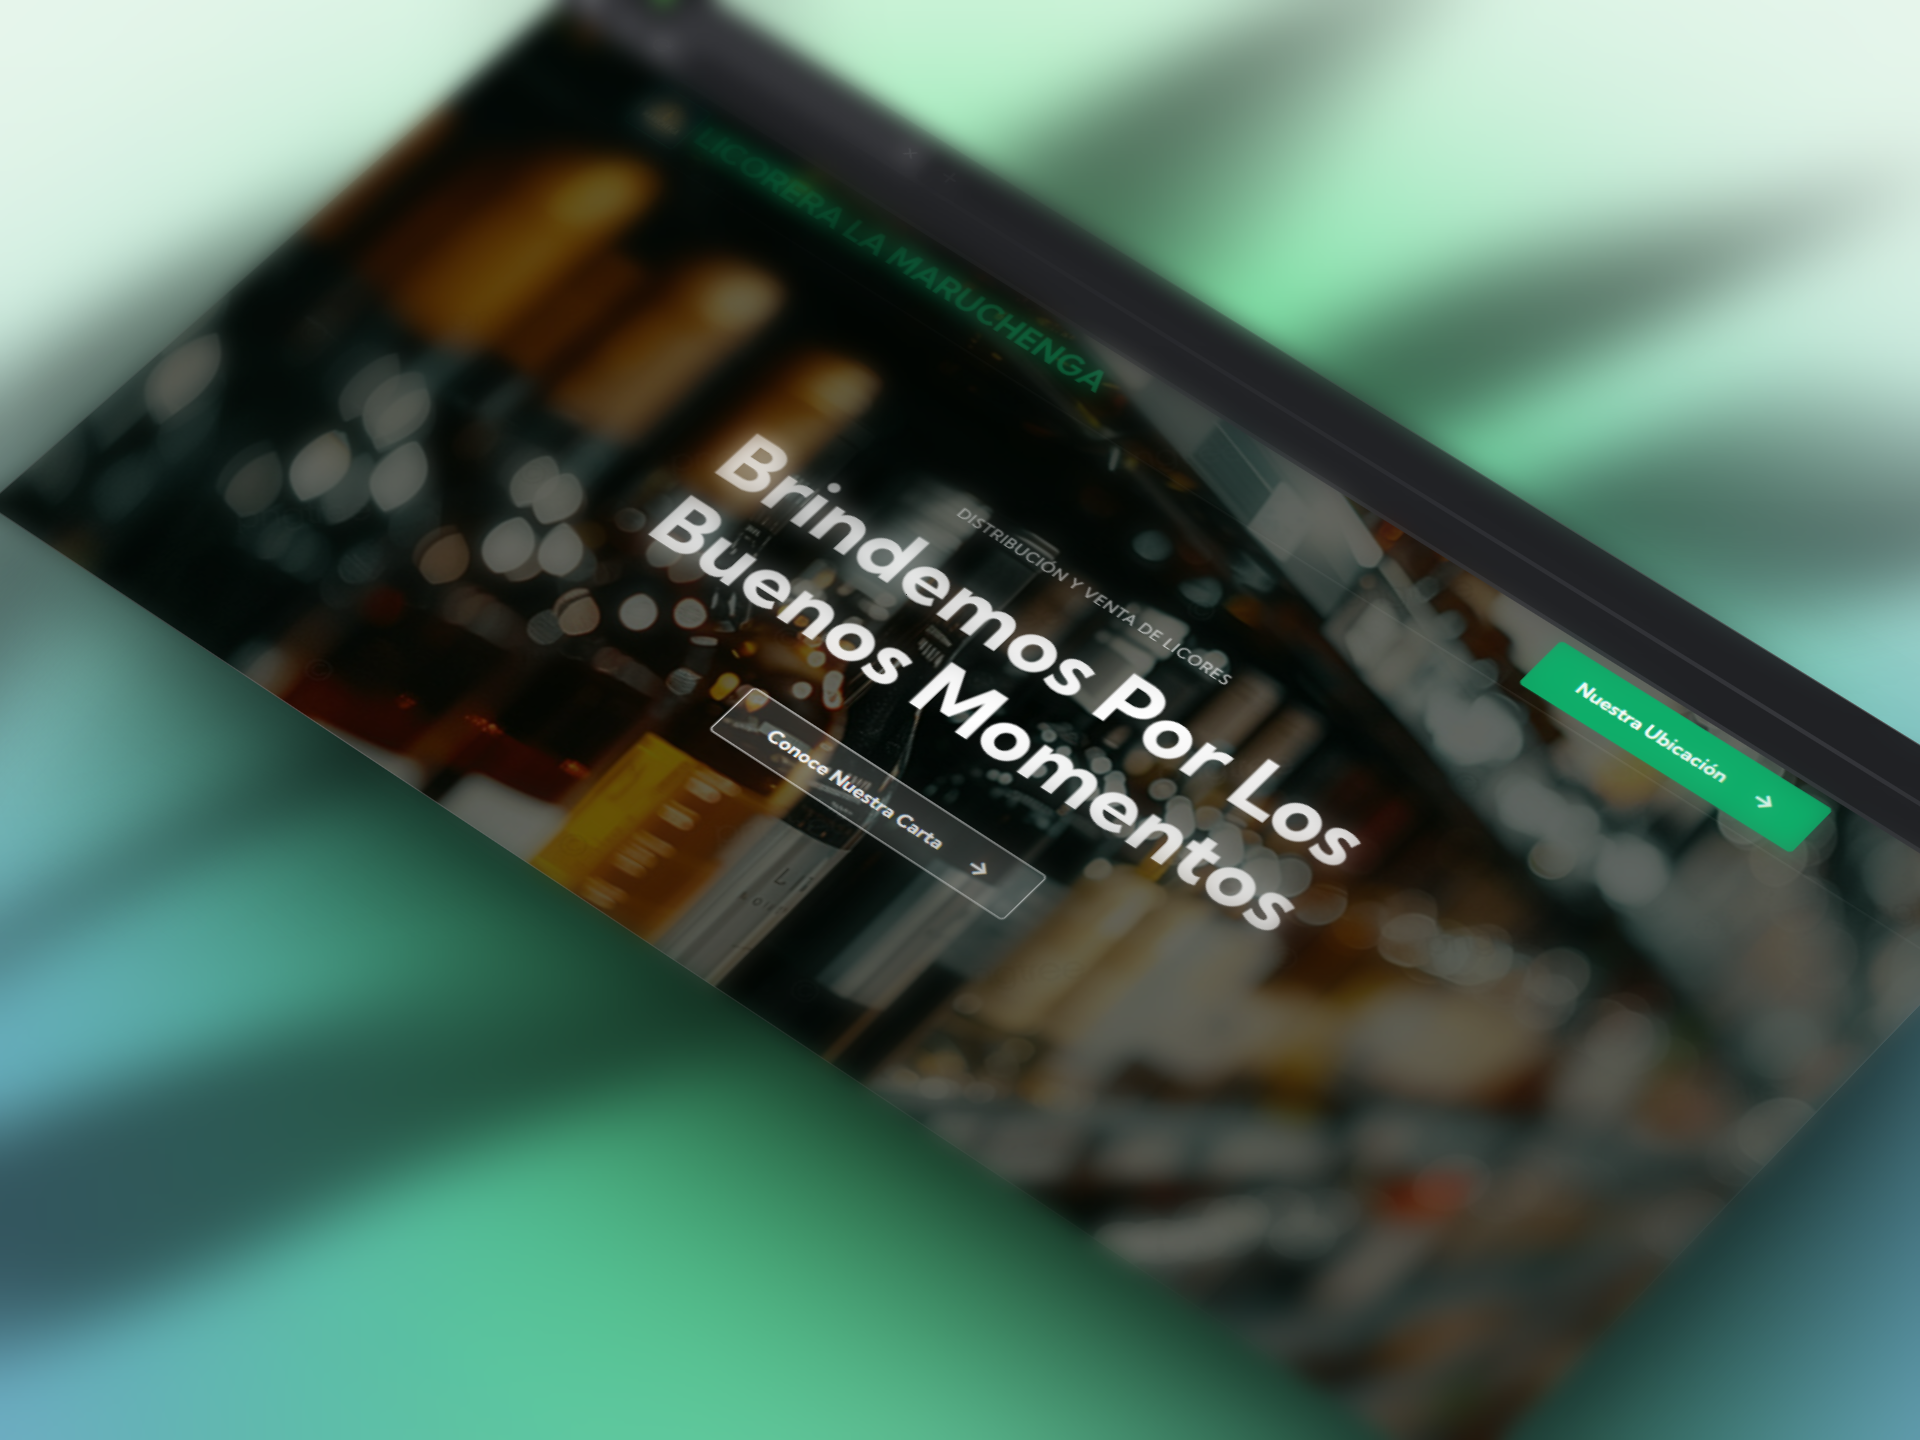 LICORERA LA MARUCHENGA
DISTRIBUCIÓN Y VENTA DE LICORES
Brindemos Por Los
Buenos Momentos
Conoce Nuestra Carta →
Nuestra Ubicación →